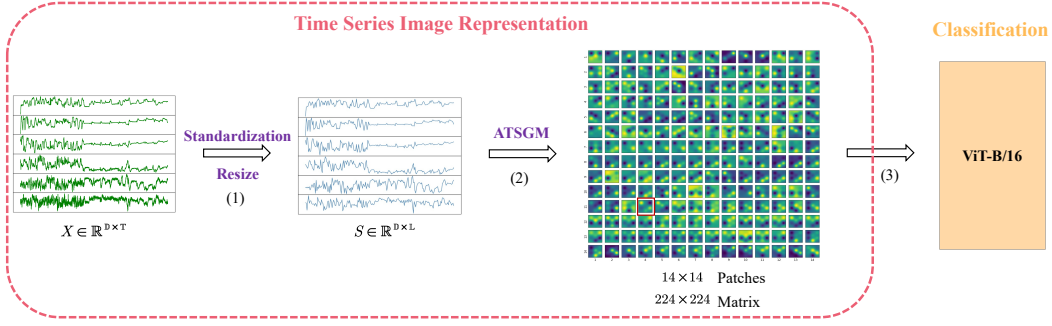 Time Series Image Representation
Classification
Standardization
Resize
(1)
ATSGM
(2)
(3)
ViT-B/16
X ∈ ℝ^{D×T}
S ∈ ℝ^{D×L}
14×14 Patches
224×224 Matrix